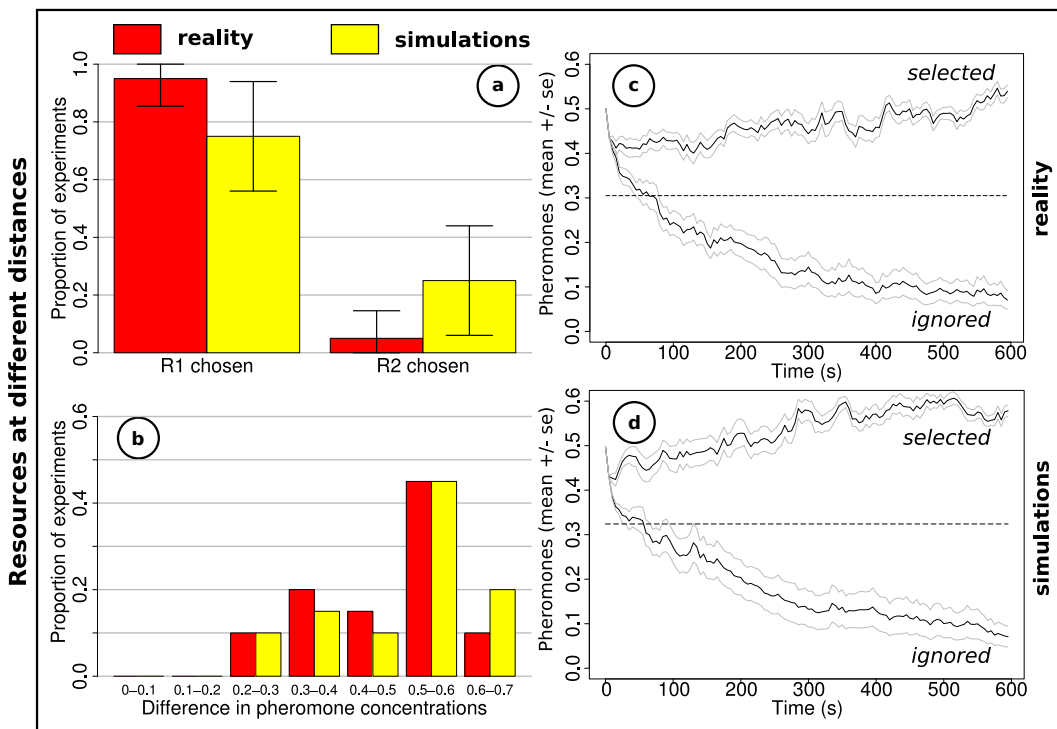 Resources at different distances
reality
simulations
a
Proportion of experiments
1.0
0.8
0.6
0.4
0.2
0.0
R1 chosen
R2 chosen
b
Proportion of experiments
0.6
0.4
0.2
0.0
0–0.1
0.1–0.2
0.2–0.3
0.3–0.4
0.4–0.5
0.5–0.6
0.6–0.7
Difference in pheromone concentrations
c
selected
ignored
Pheromones (mean +/- se)
0.6
0.5
0.4
0.3
0.2
0.1
0.0
0
100
200
300
400
500
600
Time (s)
reality
d
selected
ignored
Pheromones (mean +/- se)
0.6
0.5
0.4
0.3
0.2
0.1
0.0
0
100
200
300
400
500
600
Time (s)
simulations